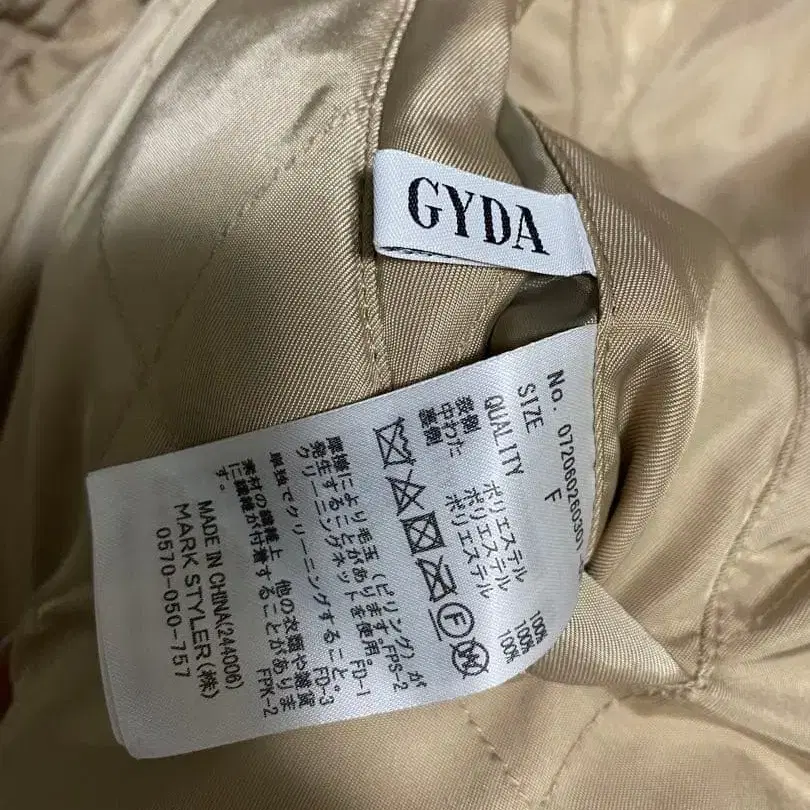 GYDA
No. 072060260301
SIZE F
QUALITY
表側 ポリエステル 100%
中わた ポリエステル 100%
裏側 ポリエステル 100%
摩擦により毛玉(ピリング)が
発生することがあります。FPS-2
クリーニングネットを使用。 FD-1
単独でクリーニングすること。 FD-3
素材の繊維上、他の衣類や雑貨
に繊維が付着することがありま
す。 FPK-2
MADE IN CHINA(244006)
MARK STYLER(株)
0570-050-757